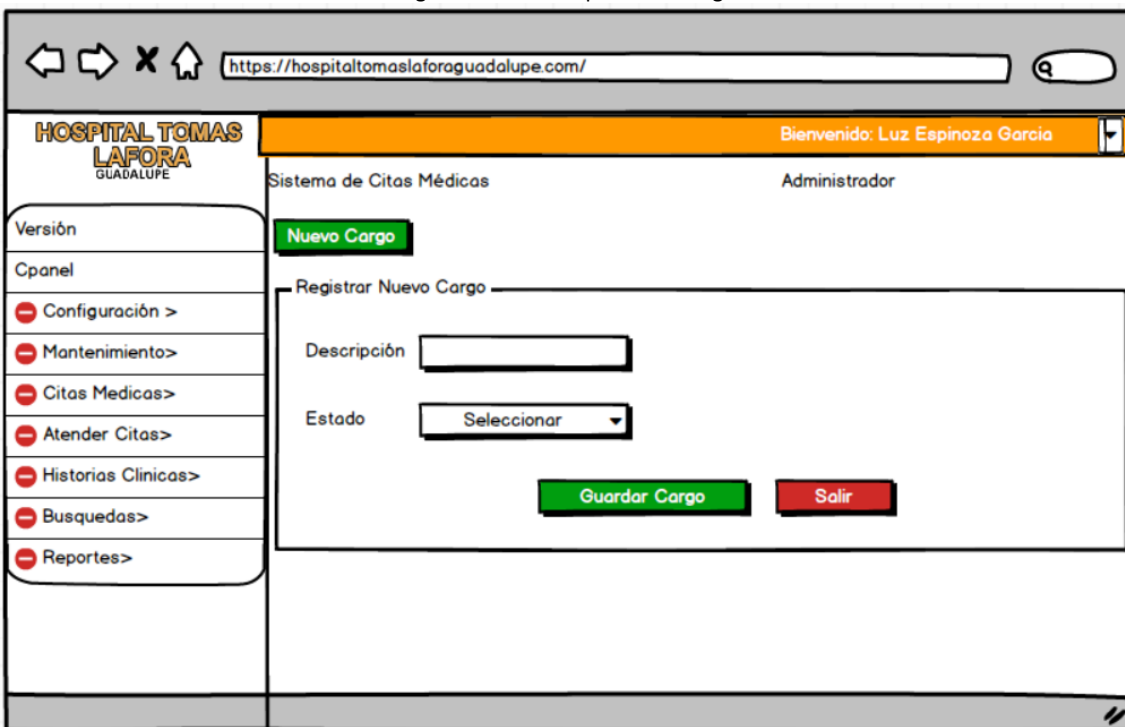 https://hospitaltomaslaforaguadalupe.com/
HOSPITAL TOMAS
LAFORA
GUADALUPE
Bienvenido: Luz Espinoza Garcia
Sistema de Citas Médicas
Administrador
Versión
Cpanel
Configuración >
Mantenimiento>
Citas Medicas>
Atender Citas>
Historias Clinicas>
Busquedas>
Reportes>
Nuevo Cargo
Registrar Nuevo Cargo
Descripción
Estado
Seleccionar
Guardar Cargo
Salir